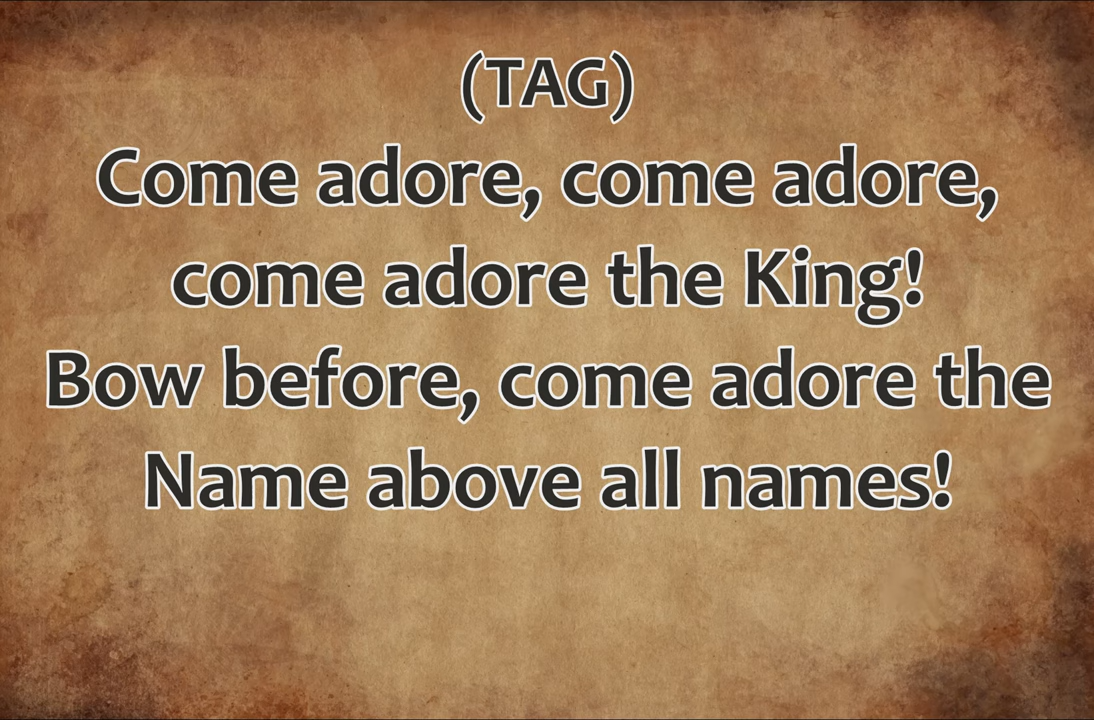 (TAG)
Come adore, come adore,
come adore the King!
Bow before, come adore the
Name above all names!